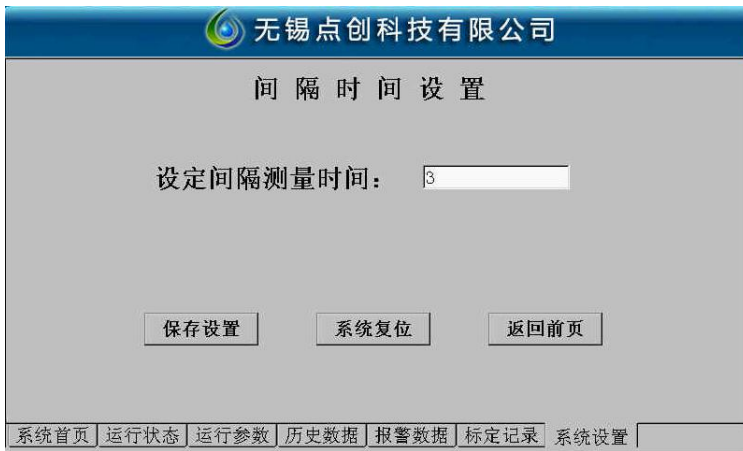 无锡点创科技有限公司
间隔时间设置
设定间隔测量时间： 3
保存设置 系统复位 返回前页
系统首页 运行状态 运行参数 历史数据 报警数据 标定记录 系统设置